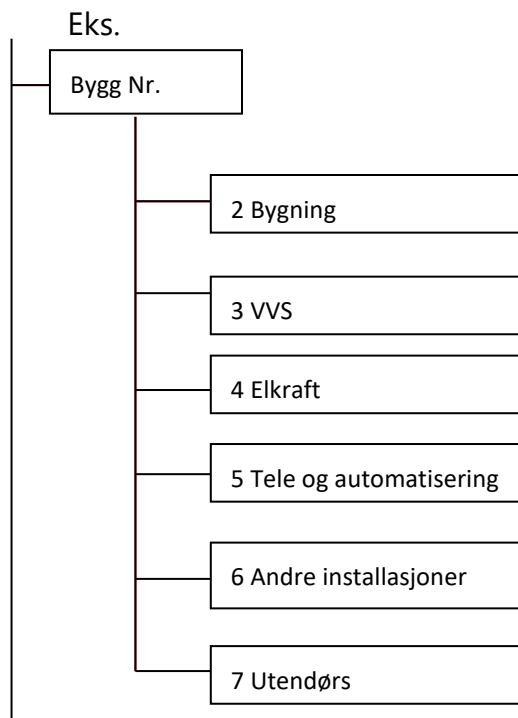 Eks.
Bygg Nr.
2 Bygning
3 VVS
4 Elkraft
5 Tele og automatisering
6 Andre installasjoner
7 Utendørs